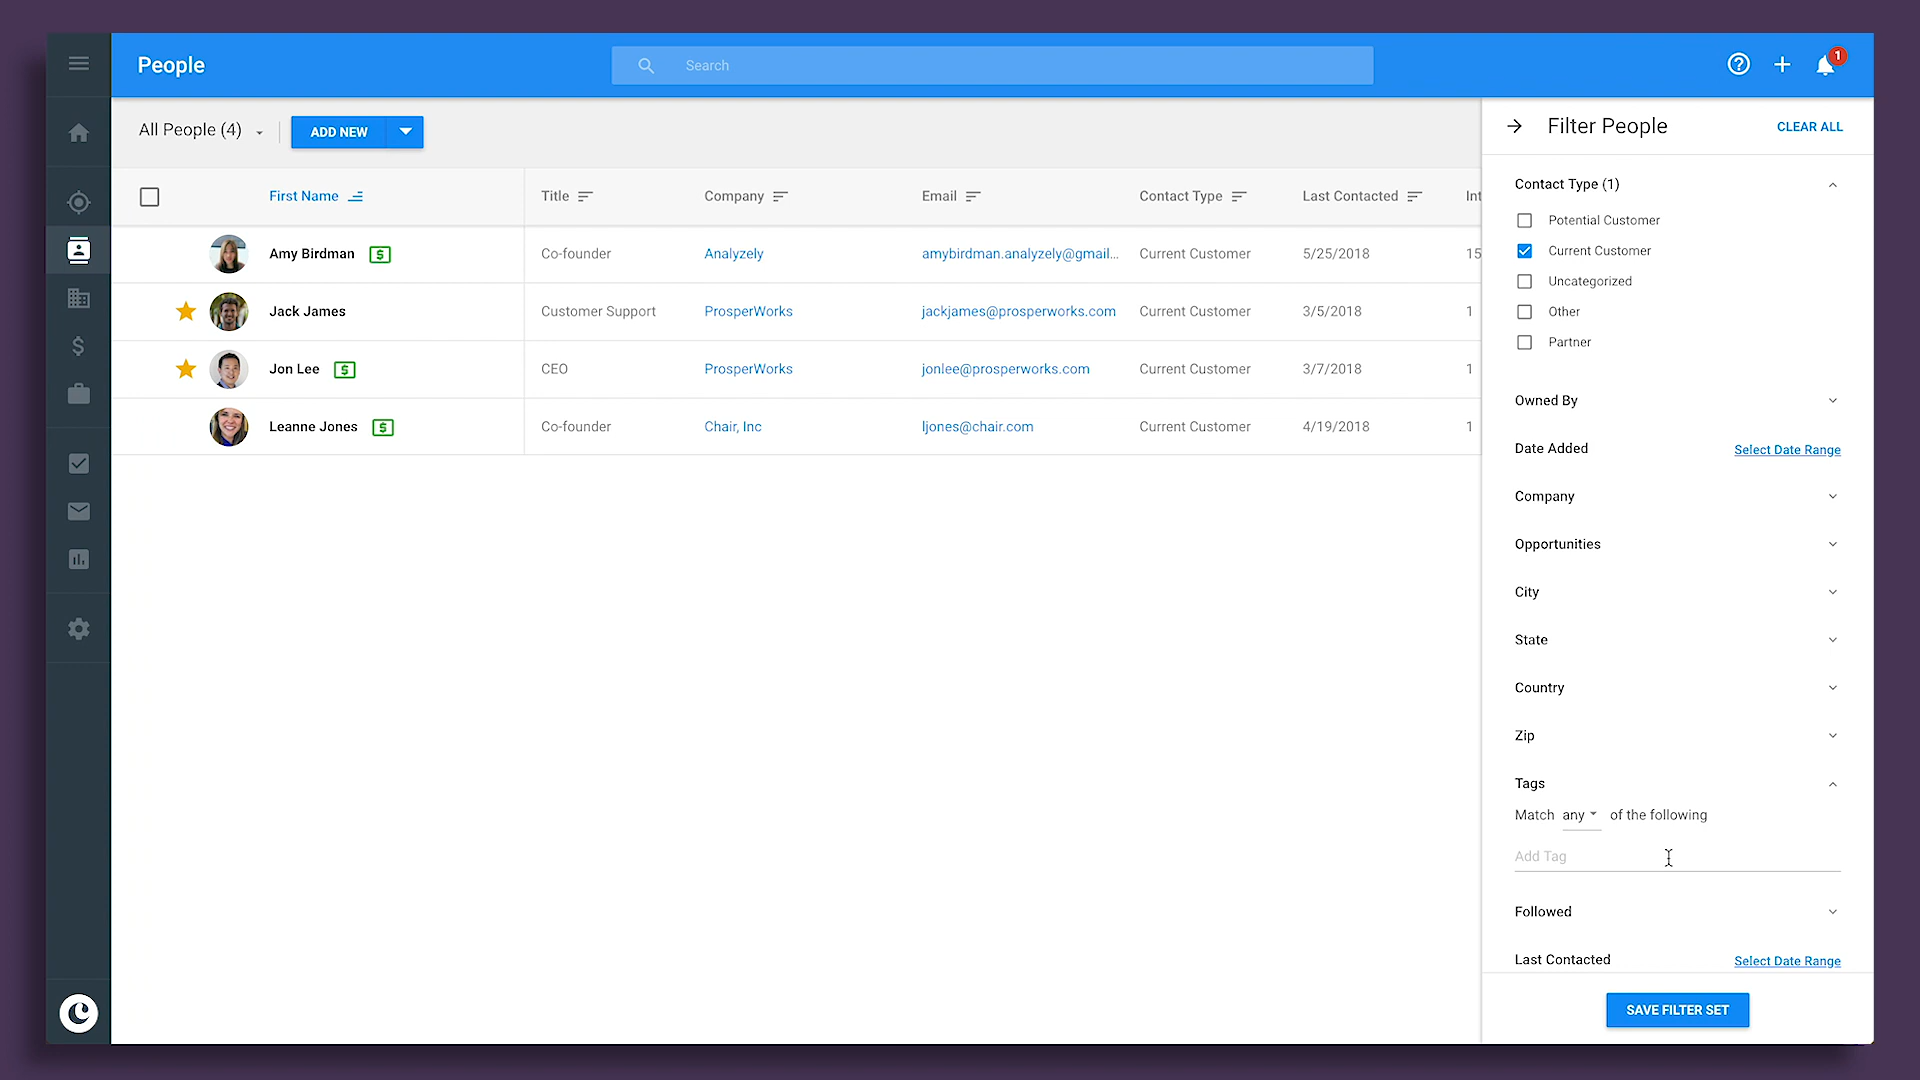 People
Search
1
All People (4)
ADD NEW
Filter People
CLEAR ALL
First Name
Title
Company
Email
Contact Type
Last Contacted
Int
Amy Birdman
Co-founder
Analyzely
amybirdman.analyzely@gmail...
Current Customer
5/25/2018
15
Jack James
Customer Support
ProsperWorks
jackjames@prosperworks.com
Current Customer
3/5/2018
1
Jon Lee
CEO
ProsperWorks
jonlee@prosperworks.com
Current Customer
3/7/2018
1
Leanne Jones
Co-founder
Chair, Inc
ljones@chair.com
Current Customer
4/19/2018
1
Contact Type (1)
Potential Customer
Current Customer
Uncategorized
Other
Partner
Owned By
Date Added
Select Date Range
Company
Opportunities
City
State
Country
Zip
Tags
Match any of the following
Add Tag
Followed
Last Contacted
Select Date Range
SAVE FILTER SET